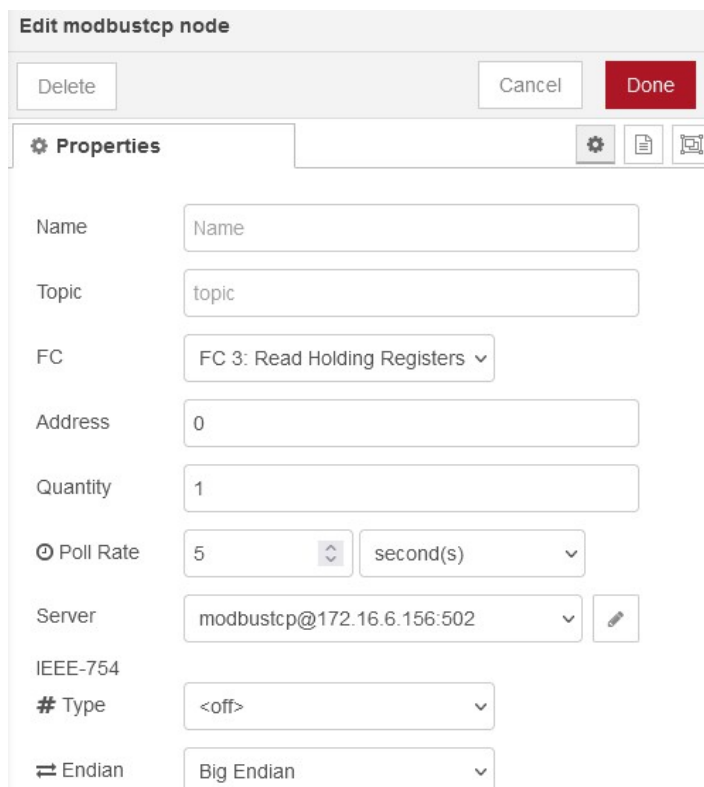 Edit modbustcp node
Delete
Cancel
Done
Properties
Name
Name
Topic
topic
FC
FC 3: Read Holding Registers
Address
0
Quantity
1
Poll Rate
5
second(s)
Server
modbustcp@172.16.6.156:502
IEEE-754
# Type
<off>
Endian
Big Endian